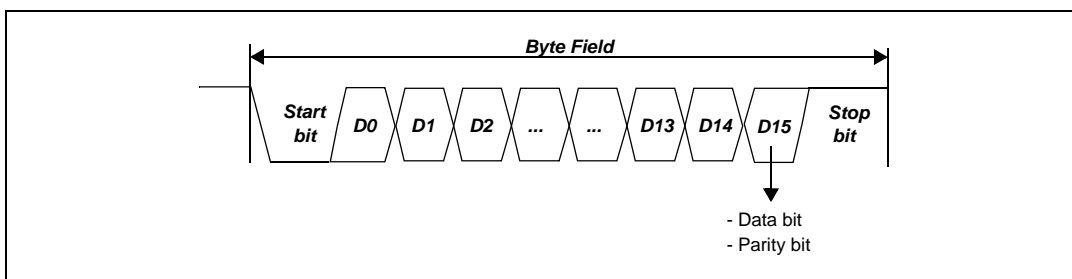 Byte Field
Start bit D0 D1 D2 ... ... D13 D14 D15 Stop bit
- Data bit
- Parity bit